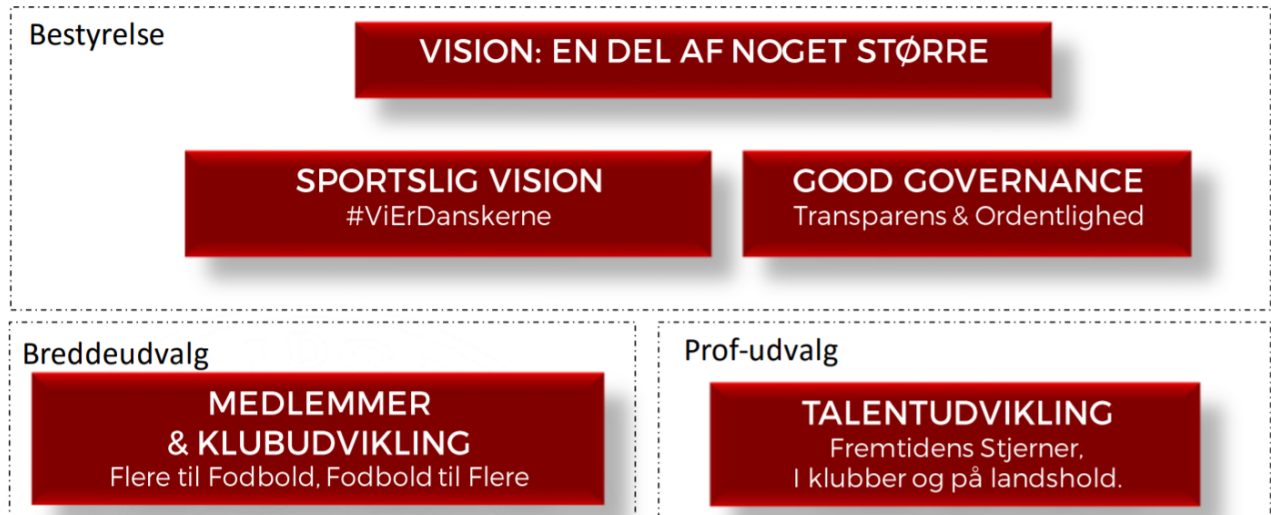 Bestyrelse
VISION: EN DEL AF NOGET STØRRE
SPORTSLIG VISION
#ViErDanskerne
GOOD GOVERNANCE
Transparens & Ordentlighed
Breddeudvalg
MEDLEMMER
& KLUBUDVIKLING
Flere til Fodbold, Fodbold til Flere
Prof-udvalg
TALENTUDVIKLING
Fremtidens Stjerner,
I klubber og på landshold.